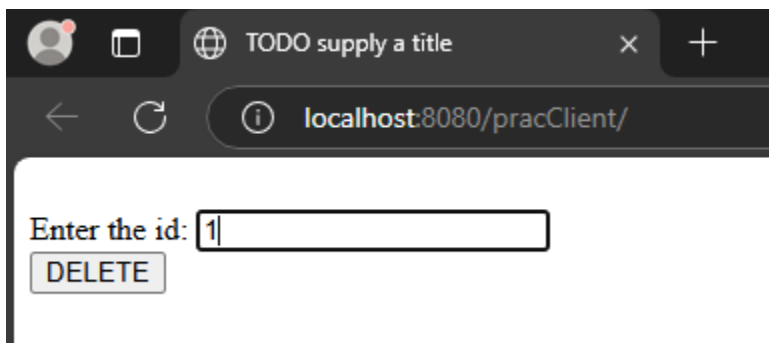 TODO supply a title
localhost:8080/pracClient/
Enter the id: 1
DELETE